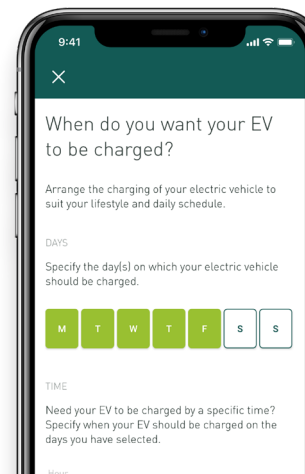 9:41
When do you want your EV
to be charged?
Arrange the charging of your electric vehicle to
suit your lifestyle and daily schedule.
DAYS
Specify the day(s) on which your electric vehicle
should be charged.
M T W T F S S
TIME
Need your EV to be charged by a specific time?
Specify when your EV should be charged on the
days you have selected.
Hour